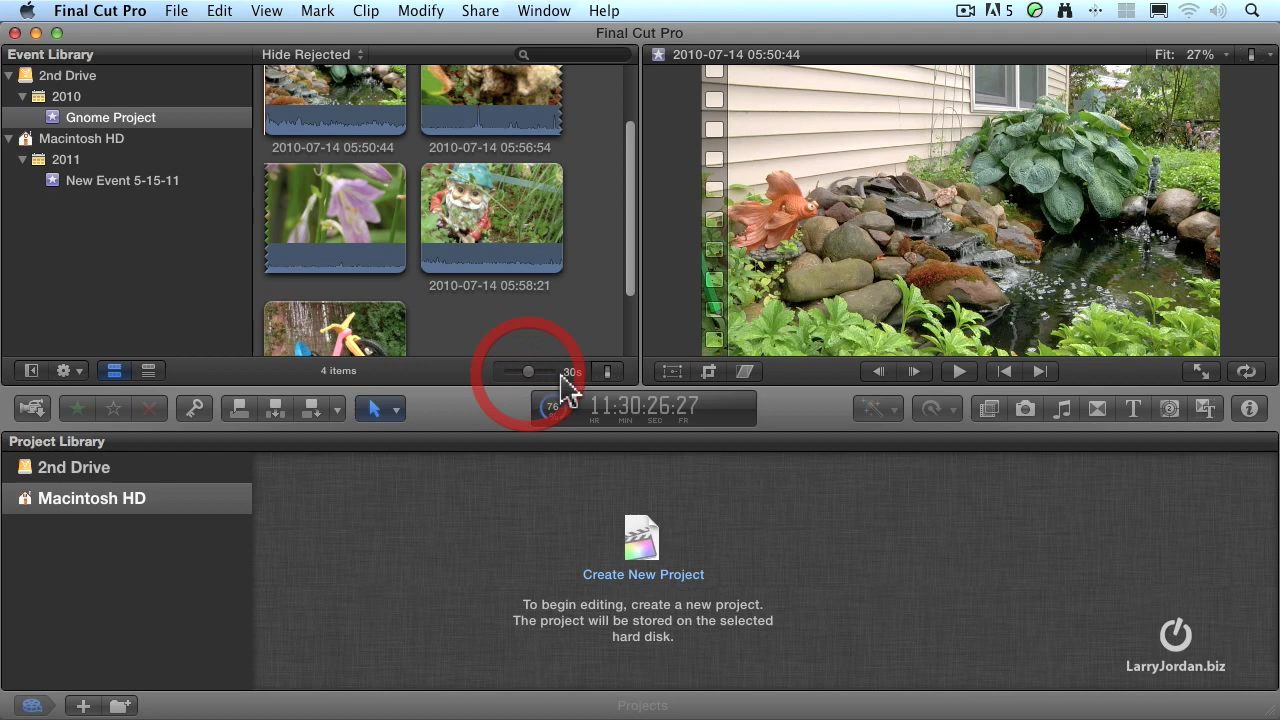 Final Cut Pro File Edit View Mark Clip Modify Share Window Help 5
Final Cut Pro
Event Library
Hide Rejected
2010-07-14 05:50:44
Fit: 27%
2nd Drive
2010
Gnome Project
Macintosh HD
2011
New Event 5-15-11
2010-07-14 05:50:44
2010-07-14 05:56:54
2010-07-14 05:58:21
4 items
30s
76
11:30:26:27
HR MIN SEC FR
Project Library
2nd Drive
Macintosh HD
Create New Project
To begin editing, create a new project.
The project will be stored on the selected
hard disk.
LarryJordan.biz
Projects